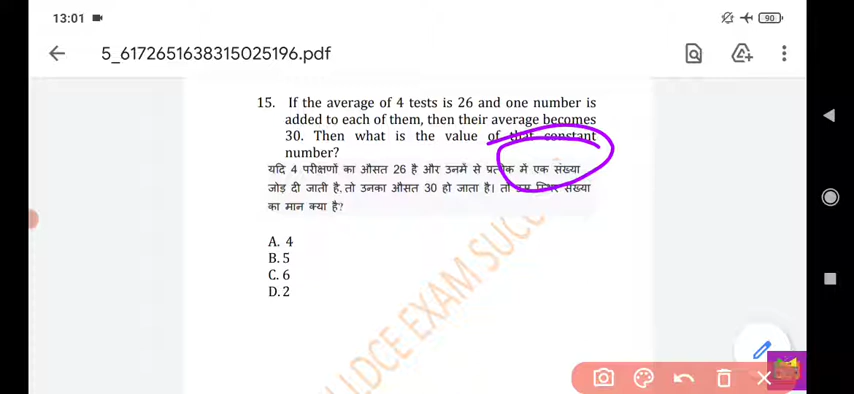 13:01
90
5_6172651638315025196.pdf
15. If the average of 4 tests is 26 and one number is
added to each of them, then their average becomes
30. Then what is the value of that constant
number?
यदि 4 परीक्षणों का औसत 26 है और उनमें से प्रत्येक में एक संख्या
जोड़ दी जाती है, तो उनका औसत 30 हो जाता है। तो उस स्थिर संख्या
का मान क्या है?
A. 4
B. 5
C. 6
D. 2
LDCE EXAM SUCC